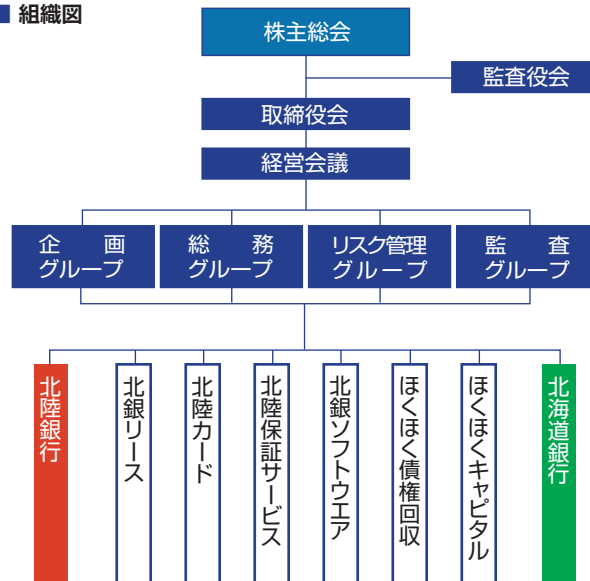 組織図
株主総会
監査役会
取締役会
経営会議
企画
グループ
総務
グループ
リスク管理
グループ
監査
グループ
北陸銀行
北銀リース
北陸カード
北陸保証サービス
北銀ソフトウエア
ほくほく債権回収
ほくほくキャピタル
北海道銀行